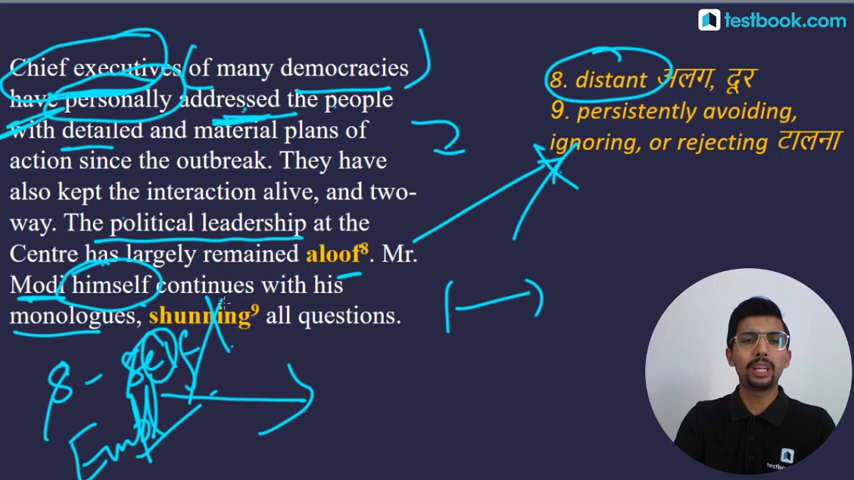 testbook.com
Chief executives of many democracies
have personally addressed the people
with detailed and material plans of
action since the outbreak. They have
also kept the interaction alive, and two-
way. The political leadership at the
Centre has largely remained aloof⁸. Mr.
Modi himself continues with his
monologues, shunning⁹ all questions.
8. distant अलग, दूर
9. persistently avoiding,
ignoring, or rejecting टालना
testbook